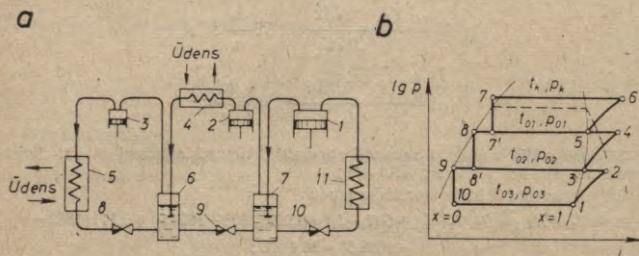 a
b
Ūdens
Ūdens
3
4
2
1
5
6
7
11
8
9
10
lg p
7
tₖ, pₖ
6
8
7'
t₀₁, p₀₁
5
4
9
8'
t₀₂, p₀₂
3
2
10
t₀₃, p₀₃
x=0
x=1
1